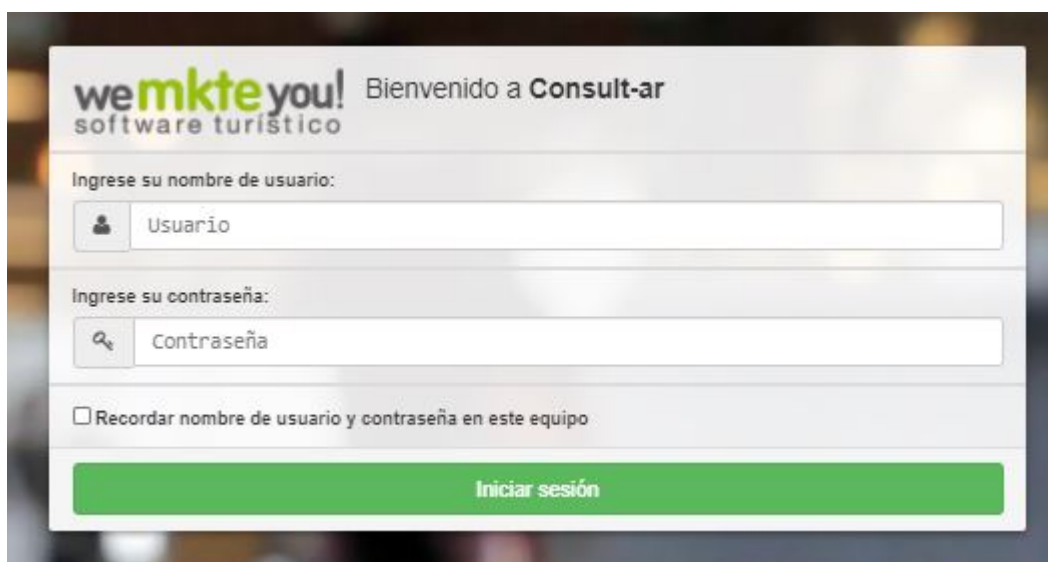 wemkteyou! Bienvenido a Consult-ar
software turístico
Ingrese su nombre de usuario:
Usuario
Ingrese su contraseña:
Contraseña
Recordar nombre de usuario y contraseña en este equipo
Iniciar sesión